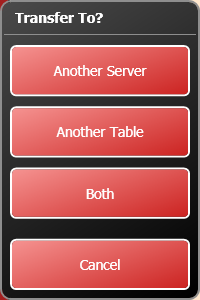 Transfer To?
Another Server
Another Table
Both
Cancel